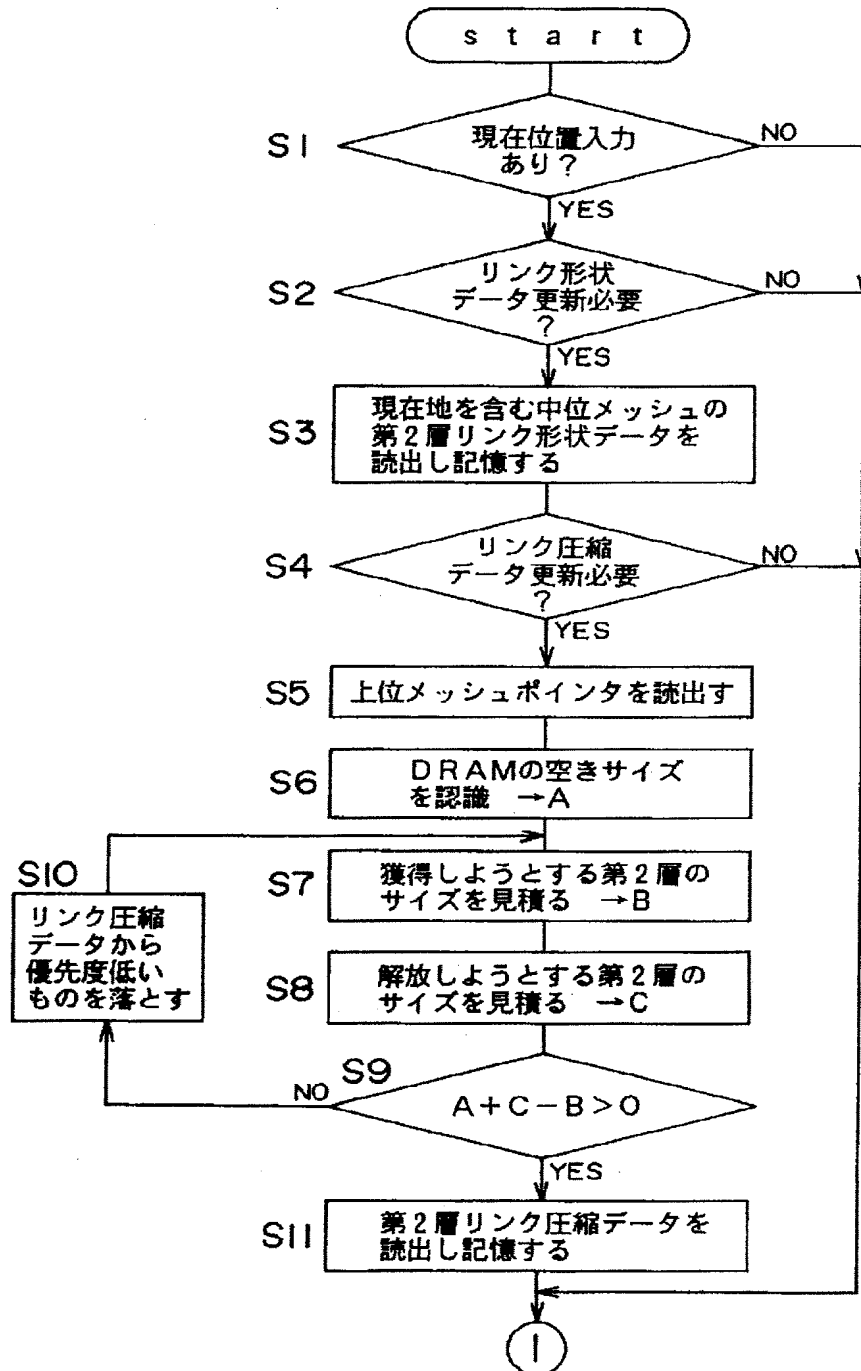 start
S1
現在位置入力
あり?
NO
YES
S2
リンク形状
データ更新必要
?
NO
YES
S3
現在地を含む中位メッシュの
第2層リンク形状データを
読出し記憶する
S4
リンク圧縮
データ更新必要
?
NO
YES
S5
上位メッシュポインタを読出す
S6
DRAMの空きサイズ
を認識 →A
S10
リンク圧縮
データから
優先度低い
ものを落とす
S7
獲得しようとする第2層の
サイズを見積る →B
S8
解放しようとする第2層の
サイズを見積る →C
S9
NO
A+C-B>0
YES
S11
第2層リンク圧縮データを
読出し記憶する
1